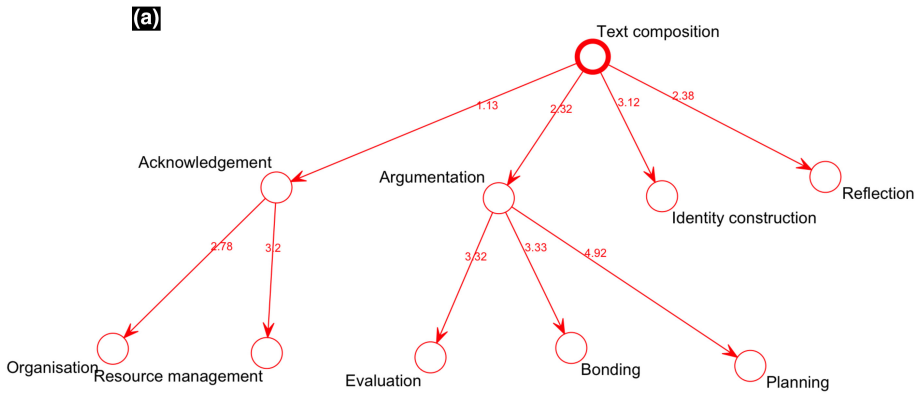 (a)
Text composition
1.13
2.32
3.12
2.38
Acknowledgement
Argumentation
Identity construction
Reflection
2.78
3.2
3.32
3.33
4.92
Organisation
Resource management
Evaluation
Bonding
Planning